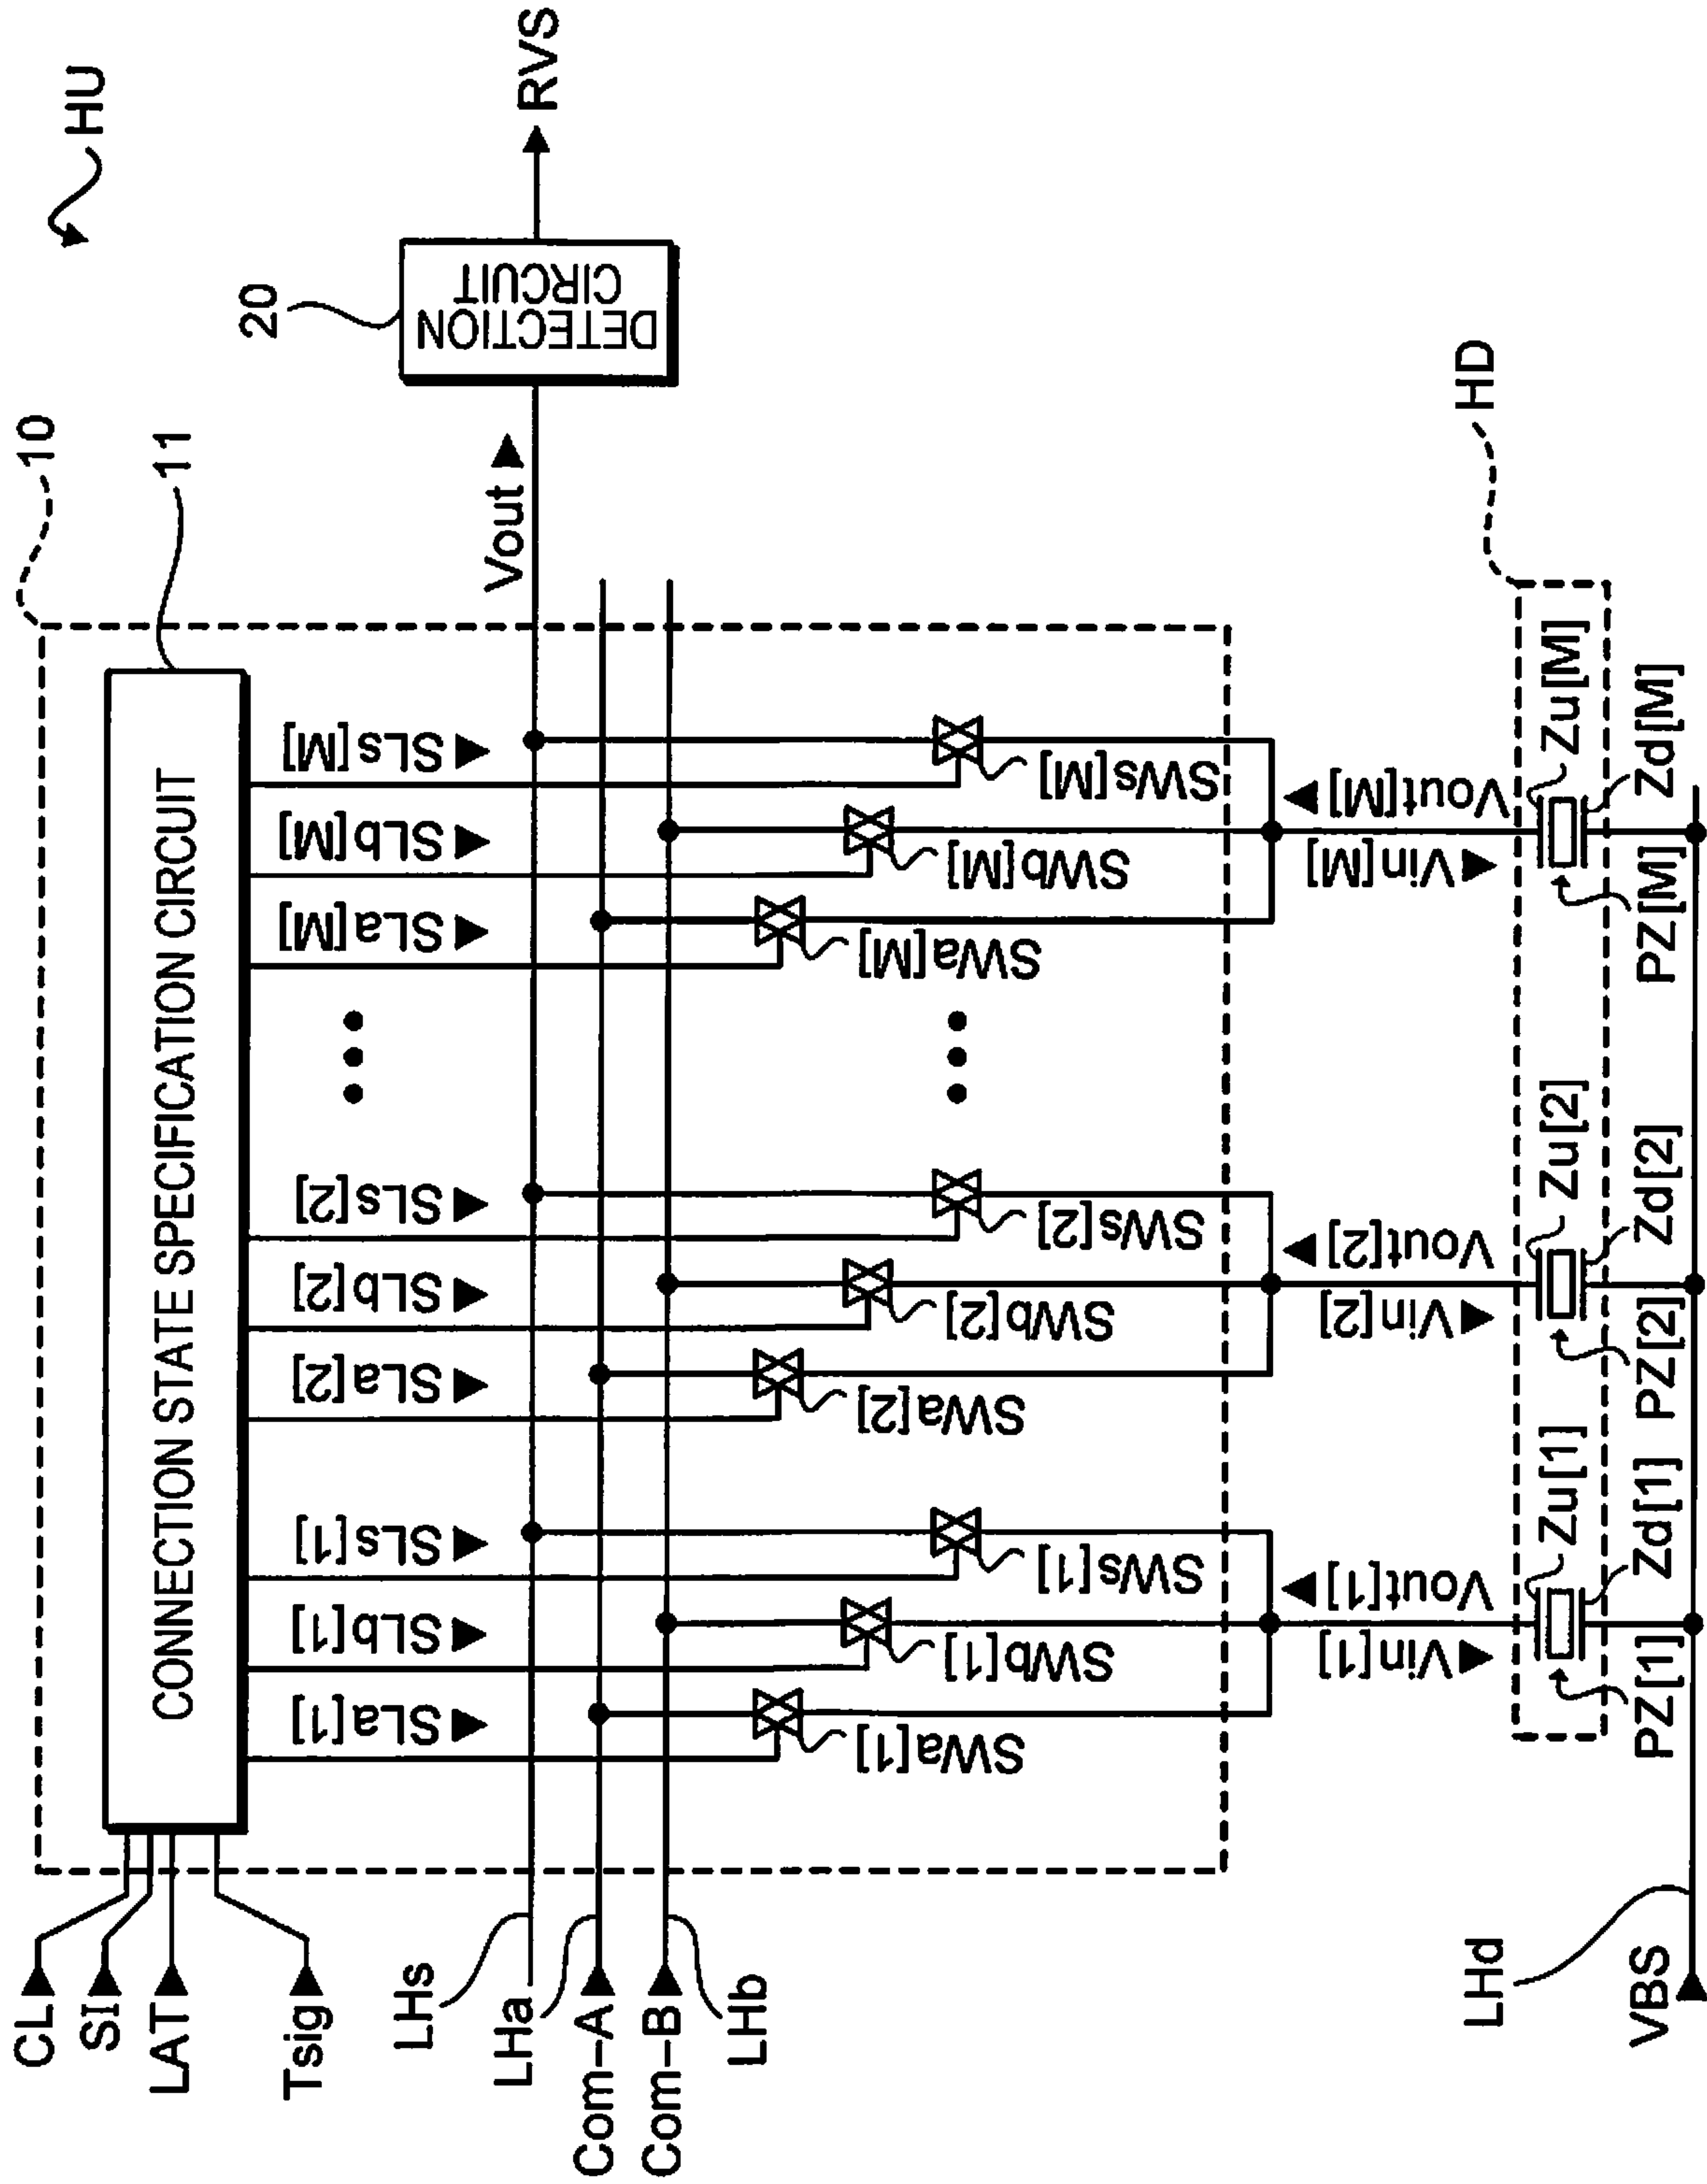 HU
10
11
20
CL
SI
LAT
Tsig
CONNECTION STATE SPECIFICATION CIRCUIT
SLa[1]
SLb[1]
SLs[1]
SLa[2]
SLb[2]
SLs[2]
SLa[M]
SLb[M]
SLs[M]
Vout
DETECTION
CIRCUIT
RVS
LHs
LHa
Com-A
Com-B
LHb
SWa[1]
SWb[1]
SWs[1]
SWa[2]
SWb[2]
SWs[2]
SWa[M]
SWb[M]
SWs[M]
Vin[1]
Vout[1]
Vin[2]
Vout[2]
Vin[M]
Vout[M]
HD
Zu[1]
Zu[2]
Zu[M]
PZ[1]
Zd[1]
PZ[2]
Zd[2]
PZ[M]
Zd[M]
LHd
VBS